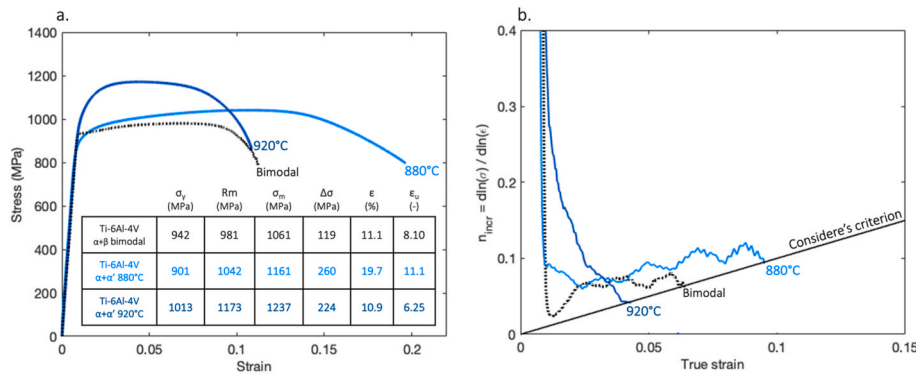 a.
1400
1200
1000
800
600
400
200
0
Stress (MPa)
0
0.05
0.1
0.15
0.2
Strain
920°C
Bimodal
880°C
σy Rm σm Δσ ε εu
(MPa) (MPa) (MPa) (MPa) (%) (-)
Ti-6Al-4V
α+β bimodal
942 981 1061 119 11.1 8.10
Ti-6Al-4V
α+α' 880°C
901 1042 1161 260 19.7 11.1
Ti-6Al-4V
α+α' 920°C
1013 1173 1237 224 10.9 6.25
b.
0.4
0.3
0.2
0.1
0
nincr = dln(σ) / dln(ε)
0
0.05
0.1
0.15
True strain
Considere's criterion
880°C
Bimodal
920°C